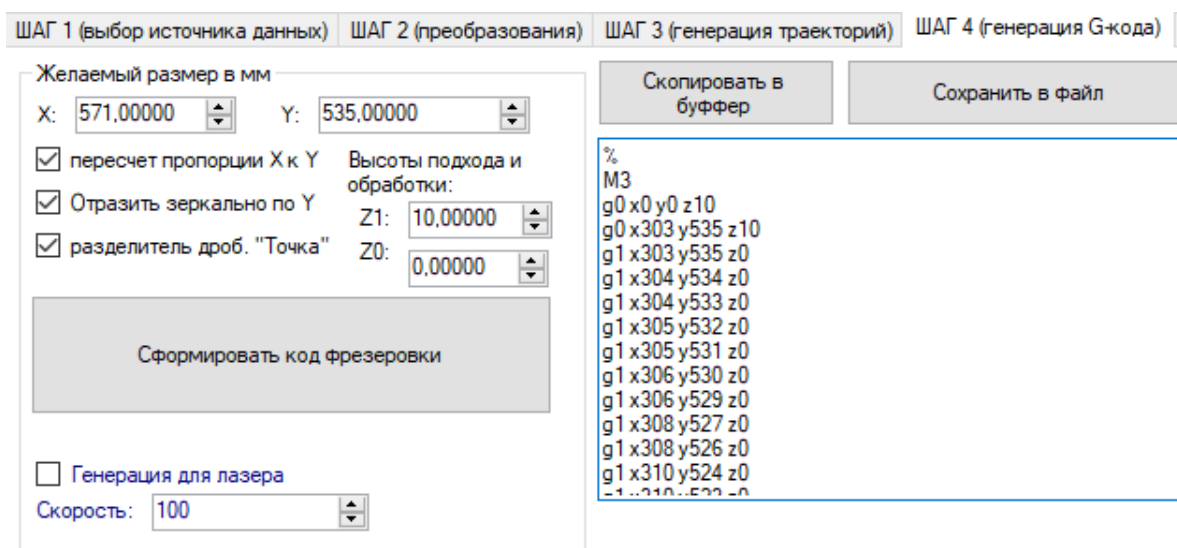 ШАГ 1 (выбор источника данных)
ШАГ 2 (преобразования)
ШАГ 3 (генерация траекторий)
ШАГ 4 (генерация G-кода)
Желаемый размер в мм
X: 571,00000
Y: 535,00000
пересчет пропорции X к Y
Отразить зеркально по Y
разделитель дроб. "Точка"
Высоты подхода и
обработки:
Z1: 10,00000
Z0: 0,00000
Сформировать код фрезеровки
Генерация для лазера
Скорость: 100
Скопировать в
буффер
Сохранить в файл
%
M3
g0 x0 y0 z10
g0 x303 y535 z10
g1 x303 y535 z0
g1 x304 y534 z0
g1 x304 y533 z0
g1 x305 y532 z0
g1 x305 y531 z0
g1 x306 y530 z0
g1 x306 y529 z0
g1 x308 y527 z0
g1 x308 y526 z0
g1 x310 y524 z0